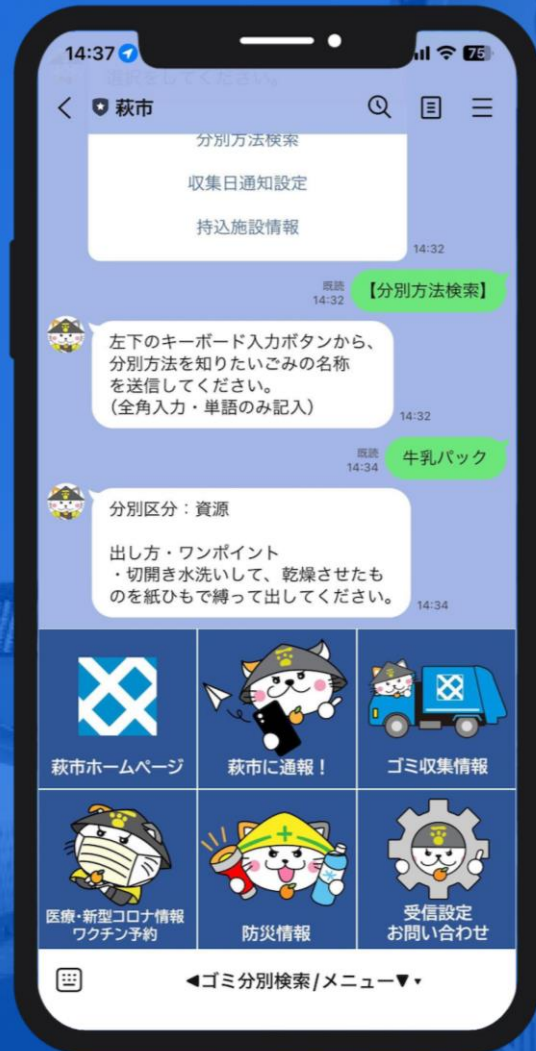 14:37
75
選択をしてください。
萩市
分別方法検索
収集日通知設定
持込施設情報
14:32
既読
14:32
【分別方法検索】
左下のキーボード入力ボタンから、
分別方法を知りたいごみの名称
を送信してください。
（全角入力・単語のみ記入）
14:32
既読
14:34
牛乳パック
分別区分：資源
出し方・ワンポイント
・切開き水洗いして、乾燥させたも
のを紙ひもで縛って出してください。
14:34
萩市ホームページ
萩市に通報！
ゴミ収集情報
医療・新型コロナ情報
ワクチン予約
防災情報
受信設定
お問い合わせ
◀ゴミ分別検索/メニュー▼▾